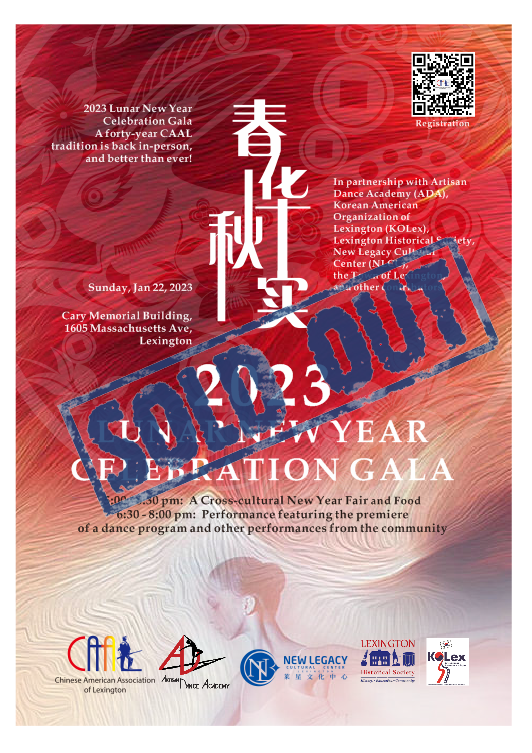 2023 Lunar New Year
Celebration Gala
A forty-year CAAL
tradition is back in-person,
and better than ever!
Registration
春华秋实
In partnership with Artisan
Dance Academy (ADA),
Korean American
Organization of
Lexington (KOLex),
Lexington Historical Society,
New Legacy Cultural
Center (NLCC),
the Town of Lexington
and other
Sunday, Jan 22, 2023
Cary Memorial Building,
1605 Massachusetts Ave,
Lexington
SOLD OUT
2023
LUNAR NEW YEAR
CELEBRATION GALA
6:30 pm: A Cross-cultural New Year Fair and Food
6:30 - 8:00 pm: Performance featuring the premiere
of a dance program and other performances from the community
CAAL
Chinese American Association
of Lexington
Artisan Dance Academy
N
NEW LEGACY
CULTURAL CENTER
星文化中心
LEXINGTON
Historical Society
KOLex